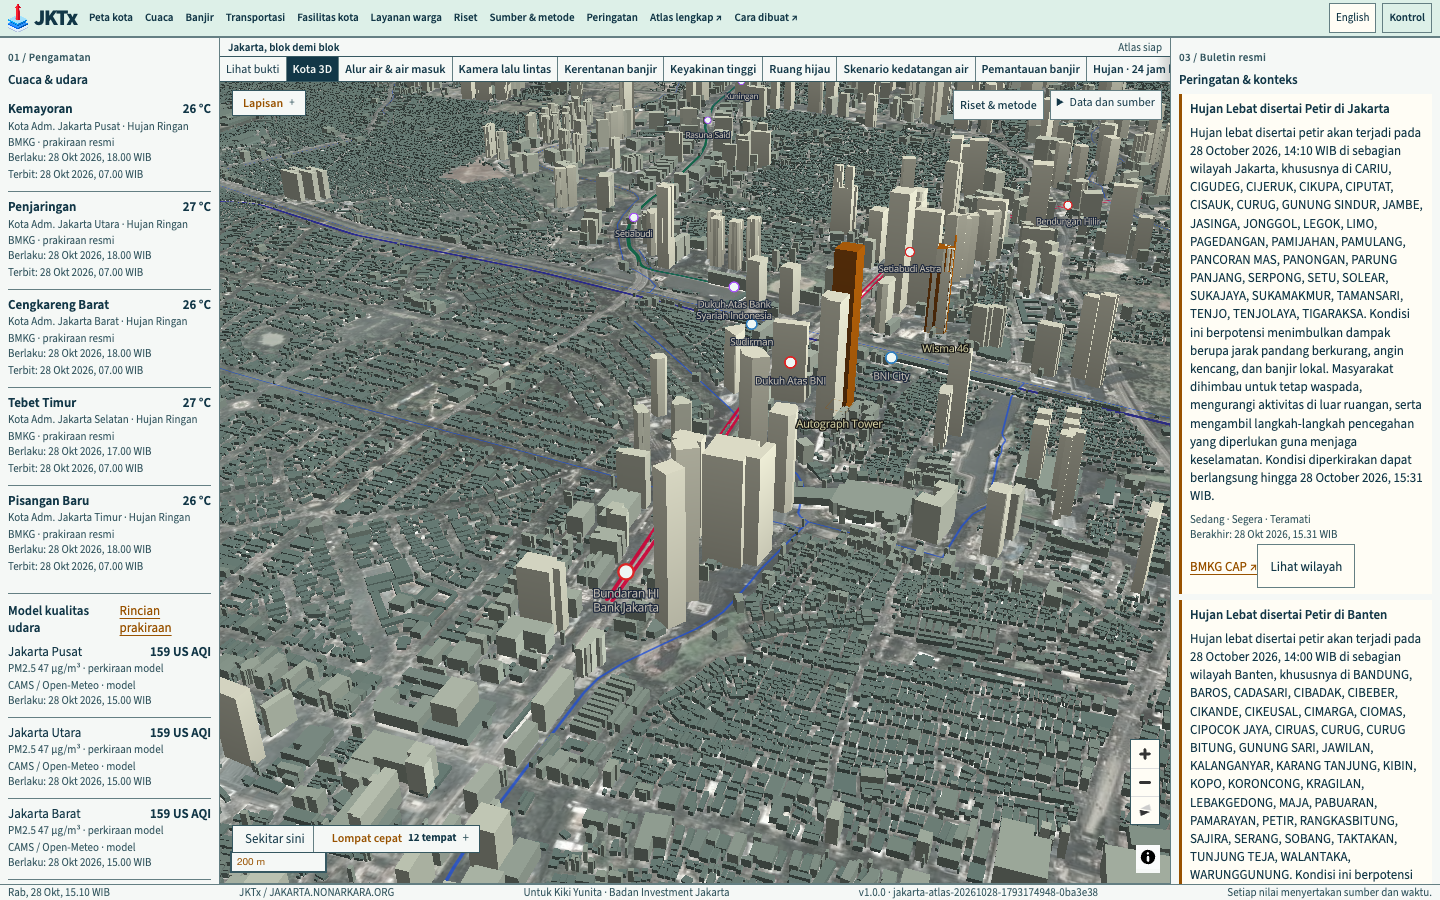 JKTx Peta kota Cuaca Banjir Transportasi Fasilitas kota Layanan warga Riset Sumber & metode Peringatan Atlas lengkap ↗ Cara dibuat ↗ English Kontrol
01 / Pengamatan
Cuaca & udara
Kemayoran 26 °C
Kota Adm. Jakarta Pusat · Hujan Ringan
BMKG · prakiraan resmi
Berlaku: 28 Okt 2026, 18.00 WIB
Terbit: 28 Okt 2026, 07.00 WIB
Penjaringan 27 °C
Kota Adm. Jakarta Utara · Hujan Ringan
BMKG · prakiraan resmi
Berlaku: 28 Okt 2026, 18.00 WIB
Terbit: 28 Okt 2026, 07.00 WIB
Cengkareng Barat 26 °C
Kota Adm. Jakarta Barat · Hujan Ringan
BMKG · prakiraan resmi
Berlaku: 28 Okt 2026, 18.00 WIB
Terbit: 28 Okt 2026, 07.00 WIB
Tebet Timur 27 °C
Kota Adm. Jakarta Selatan · Hujan Ringan
BMKG · prakiraan resmi
Berlaku: 28 Okt 2026, 17.00 WIB
Terbit: 28 Okt 2026, 07.00 WIB
Pisangan Baru 26 °C
Kota Adm. Jakarta Timur · Hujan Ringan
BMKG · prakiraan resmi
Berlaku: 28 Okt 2026, 18.00 WIB
Terbit: 28 Okt 2026, 07.00 WIB
Model kualitas udara
Rincian prakiraan
Jakarta Pusat 159 US AQI
PM2.5 47 µg/m³ · perkiraan model
CAMS / Open-Meteo · model
Berlaku: 28 Okt 2026, 15.00 WIB
Jakarta Utara 159 US AQI
PM2.5 47 µg/m³ · perkiraan model
CAMS / Open-Meteo · model
Berlaku: 28 Okt 2026, 15.00 WIB
Jakarta Barat 159 US AQI
PM2.5 47 µg/m³ · perkiraan model
CAMS / Open-Meteo · model
Berlaku: 28 Okt 2026, 15.00 WIB
Jakarta, blok demi blok Atlas siap
Lihat bukti Kota 3D Alur air & air masuk Kamera lalu lintas Kerentanan banjir Keyakinan tinggi Ruang hijau Skenario kedatangan air Pemantauan banjir Hujan · 24 jam
Lapisan +
Riset & metode
Data dan sumber
Kuningan
Rasuna Said
Setiabudi
Bendungan Hilir
Setiabudi Astra
Dukuh Atas Bank
Syariah Indonesia
Sudirman
Wisma 46
Dukuh Atas BNI
BNI City
Autograph Tower
Bundaran HI
Bank Jakarta
Sekitar sini
Lompat cepat 12 tempat +
200 m
03 / Buletin resmi
Peringatan & konteks
Hujan Lebat disertai Petir di Jakarta
Hujan lebat disertai petir akan terjadi pada
28 October 2026, 14:10 WIB di sebagian
wilayah Jakarta, khususnya di CARIU,
CIGUDEG, CIJERUK, CIKUPA, CIPUTAT,
CISAUK, CURUG, GUNUNG SINDUR, JAMBE,
JASINGA, JONGGOL, LEGOK, LIMO,
PAGEDANGAN, PAMIJAHAN, PAMULANG,
PANCORAN MAS, PANONGAN, PARUNG
PANJANG, SERPONG, SETU, SOLEAR,
SUKAJAYA, SUKAMAKMUR, TAMANSARI,
TENJO, TENJOLAYA, TIGARAKSA. Kondisi
ini berpotensi menimbulkan dampak
berupa jarak pandang berkurang, angin
kencang, dan banjir lokal. Masyarakat
dihimbau untuk tetap waspada,
mengurangi aktivitas di luar ruangan, serta
mengambil langkah-langkah pencegahan
yang diperlukan guna menjaga
keselamatan. Kondisi diperkirakan dapat
berlangsung hingga 28 October 2026, 15:31
WIB.
Sedang · Segera · Teramati
Berakhir: 28 Okt 2026, 15.31 WIB
BMKG CAP ↗ Lihat wilayah
Hujan Lebat disertai Petir di Banten
Hujan lebat disertai petir akan terjadi pada
28 October 2026, 14:00 WIB di sebagian
wilayah Banten, khususnya di BANDUNG,
BAROS, CADASARI, CIBADAK, CIBEBER,
CIKANDE, CIKEUSAL, CIMARGA, CIOMAS,
CIPOCOK JAYA, CIRUAS, CURUG, CURUG
BITUNG, GUNUNG SARI, JAWILAN,
KALANGANYAR, KARANG TANJUNG, KIBIN,
KOPO, KORONCONG, KRAGILAN,
LEBAKGEDONG, MAJA, PABUARAN,
PAMARAYAN, PETIR, RANGKASBITUNG,
SAJIRA, SERANG, SOBANG, TAKTAKAN,
TUNJUNG TEJA, WALANTAKA,
WARUNGGUNUNG. Kondisi ini berpotensi
Rab, 28 Okt, 15.10 WIB JKTx / JAKARTA.NONARKARA.ORG Untuk Kiki Yunita · Badan Investment Jakarta v1.0.0 · jakarta-atlas-20261028-1793174948-0ba3e38 Setiap nilai menyertakan sumber dan waktu.